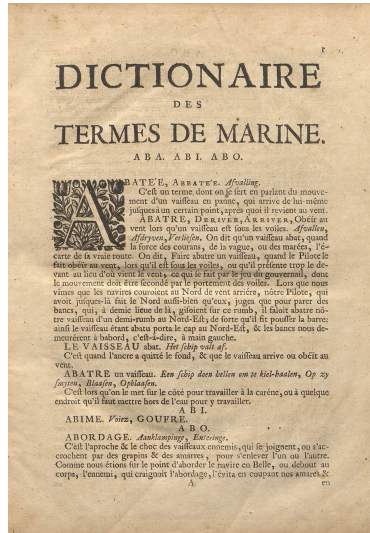 1
DICTIONAIRE
DES
TERMES DE MARINE.
ABA. ABI. ABO.
ABATE'E, ABBATE'E. Afvalling.
C'est un terme, dont on se sert en parlant du mouve-
ment d'un vaisseau en panne, qui arrive de lui-même
jusques à un certain point, après quoi il revient au vent.
ABATRE, DERIVER, ARRIVER, Obéir au
vent lors qu'un vaisseau est sous les voiles. Afvallen,
Afdryven, Verliesen. On dit qu'un vaisseau abat, quand
la force des courans, de la vague, ou des marées, l'é-
carte de sa vraie route. On dit, Faire abatre un vaisseau, quand le Pilote le
fait obéir au vent, lors qu'il est sous les voiles, ou qu'il présente trop le de-
vant au lieu d'où vient le vent, ce qui se fait par le jeu du gouvernail, dont
le mouvement doit être secondé par le portement des voiles. Lors que nous
vimes que les navires couroient au Nord de vent arriére, nôtre Pilote, qui
avoit jusques-là fait le Nord aussi-bien qu'eux, jugea que pour parer des
bancs, qui, à demie lieue de là, gisoient sur ce rumb, il faloit abatre nô-
tre vaisseau d'un demi-rumb au Nord-Est; de forte qu'il fit pousser la barre;
ainsi le vaisseau étant abatu porta le cap au Nord-Est, & les bancs nous de-
meurérent à babord, c'est-à-dire, à main gauche.
LE VAISSEAU abat. Het schip valt af.
C'est quand l'ancre a quitté le fond, & que le vaisseau arrive ou obéit au
vent.
ABATRE un vaisseau. Een schip doen hellen om te kiel-haalen, Op zy
smyten, Blaasen, Opblaasen.
C'est lors qu'on le met sur le côté pour travailler à la caréne, ou à quelque
endroit qu'il faut mettre hors de l'eau pour y travailler.
ABI.
ABIME. Voiez, GOUFRE.
ABO.
ABORDAGE. Aanklamping, Entering.
C'est l'aproche & le choc des vaisseaux ennemis, qui se joignent, ou s'ac-
crochent par des grapins & des amarres, pour s'enlever l'un ou l'autre.
Comme nous étions sur le point d'aborder le navire en Belle, ou debout au
corps, l'ennemi, qui craignoit l'abordage, l'évita en coupant nos amares &
A en